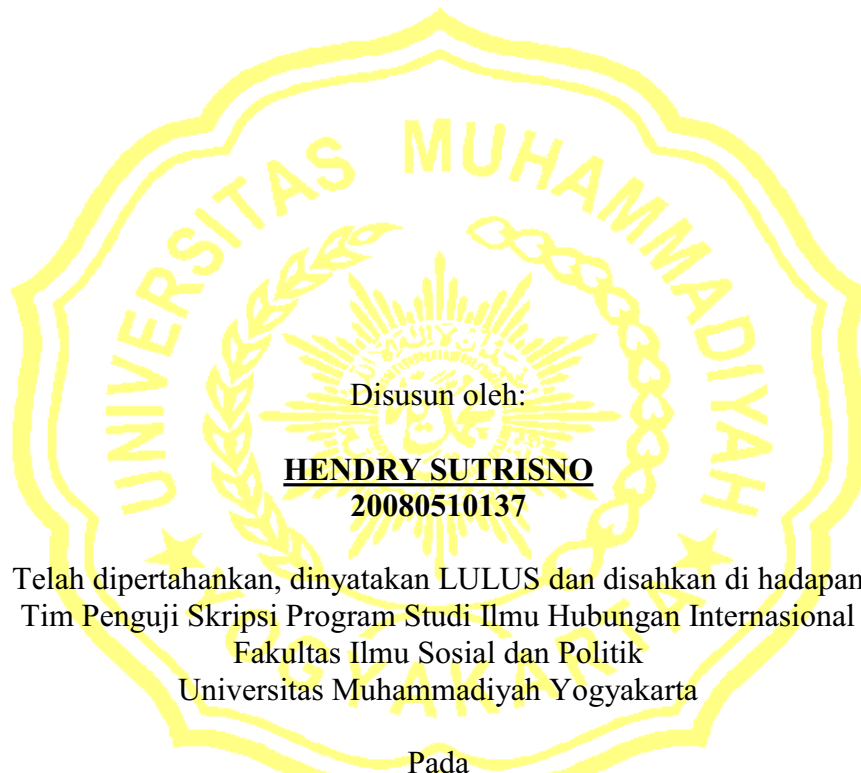 UNIVERSITAS MUHAMMADIYAH
YOGYAKARTA
Disusun oleh:
HENDRY SUTRISNO
20080510137
Telah dipertahankan, dinyatakan LULUS dan disahkan di hadapan
Tim Penguji Skripsi Program Studi Ilmu Hubungan Internasional
Fakultas Ilmu Sosial dan Politik
Universitas Muhammadiyah Yogyakarta
Pada